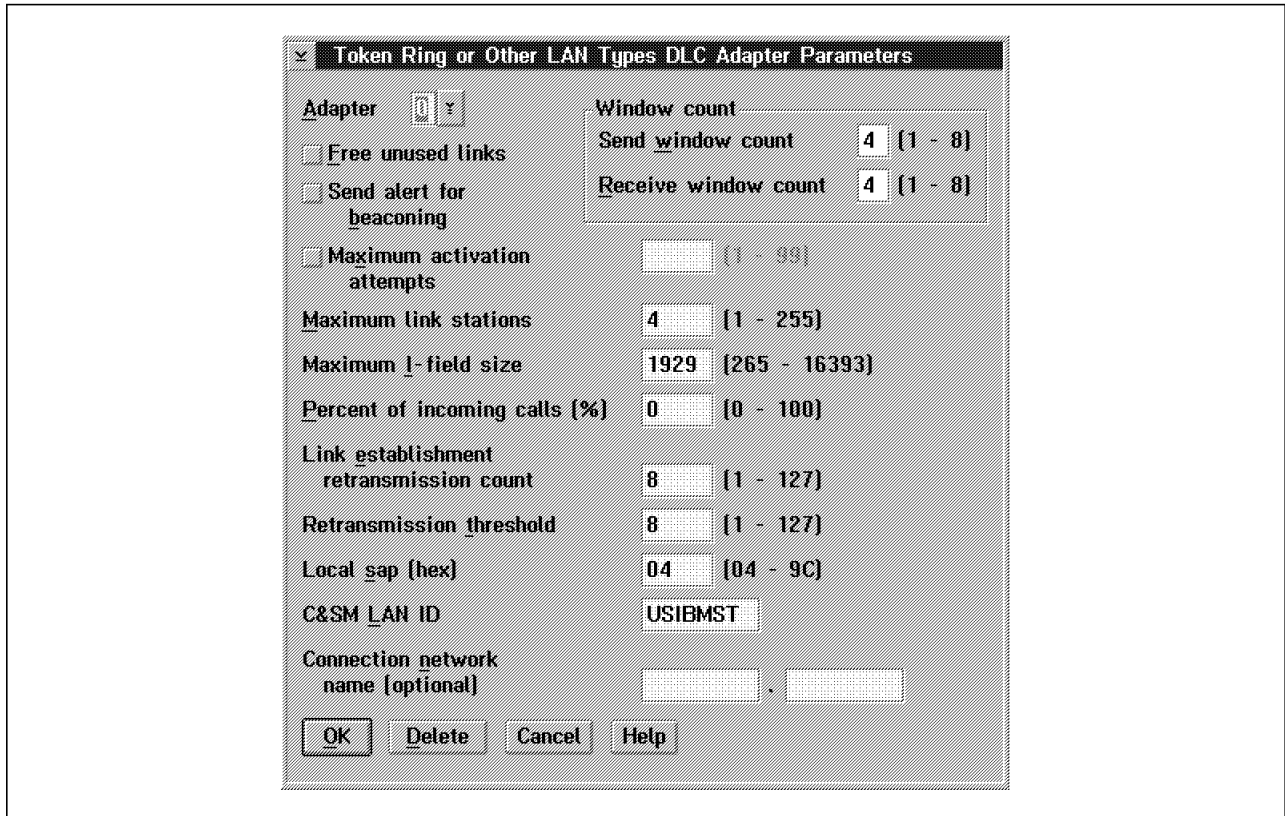 Token Ring or Other LAN Types DLC Adapter Parameters
Adapter 0
Free unused links
Send alert for
beaconing
Maximum activation
attempts
(1 - 99)
Window count
Send window count 4 (1 - 8)
Receive window count 4 (1 - 8)
Maximum link stations 4 (1 - 255)
Maximum I-field size 1929 (265 - 16393)
Percent of incoming calls (%) 0 (0 - 100)
Link establishment
retransmission count 8 (1 - 127)
Retransmission threshold 8 (1 - 127)
Local sap (hex) 04 (04 - 9C)
C&SM LAN ID USIBMST
Connection network
name (optional) .
OK Delete Cancel Help